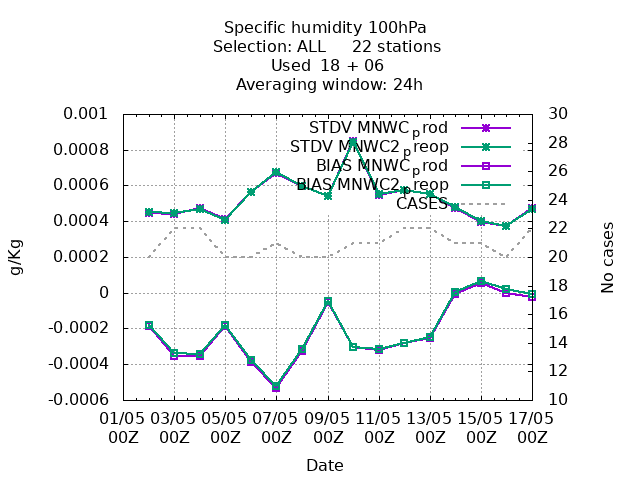 Specific humidity 100hPa
Selection: ALL 22 stations
Used 18 + 06
Averaging window: 24h
0.001
0.0008
0.0006
0.0004
0.0002
0
-0.0002
-0.0004
-0.0006
g/Kg
STDV MNWCprod
STDV MNWC2preop
BIAS MNWCprod
BIAS MNWC2preop
CASES
30
28
26
24
22
20
18
16
14
12
10
No cases
01/05 03/05 05/05 07/05 09/05 11/05 13/05 15/05 17/05
00Z 00Z 00Z 00Z 00Z 00Z 00Z 00Z 00Z
Date